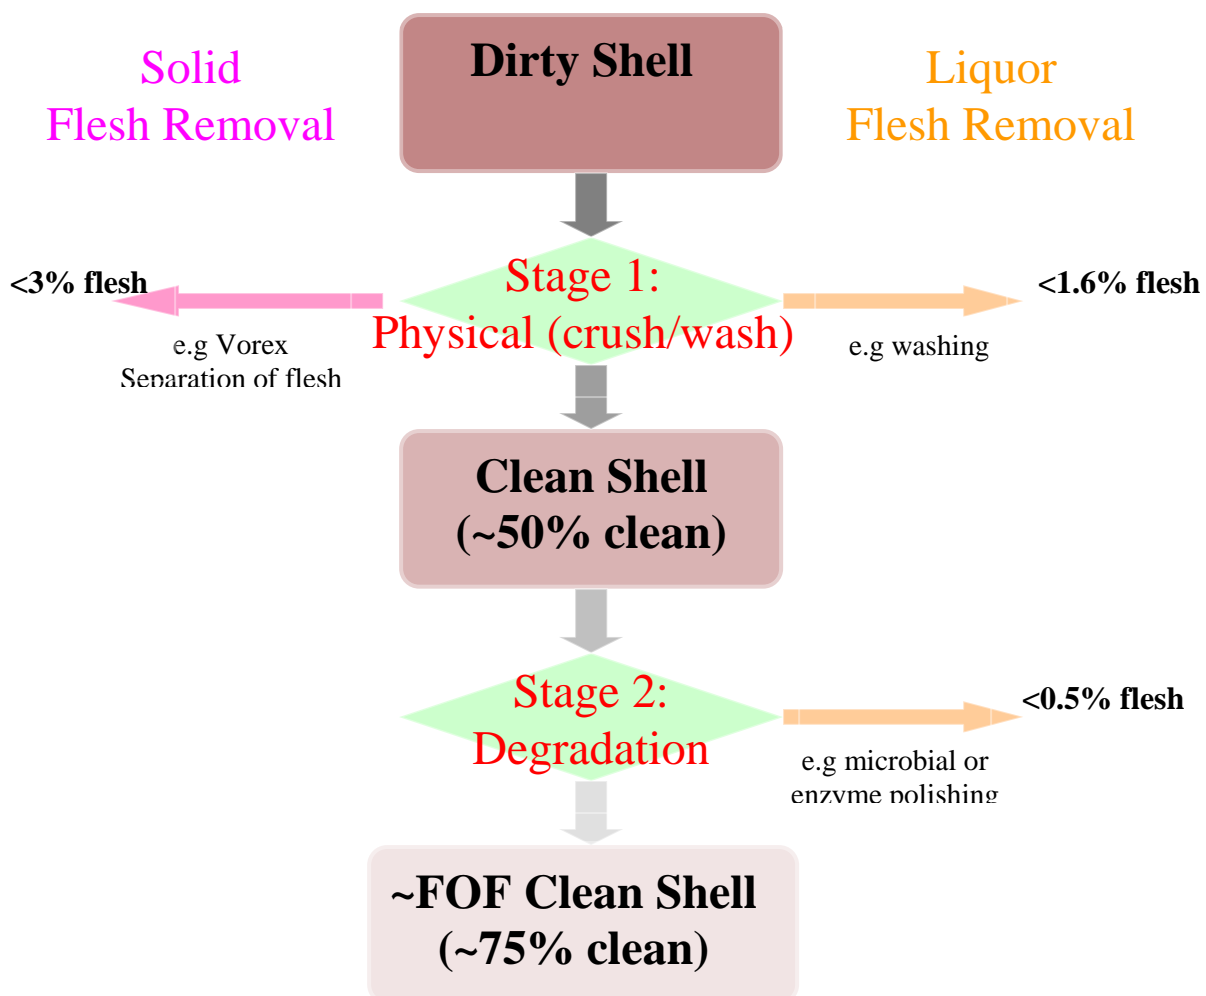 Solid
Flesh Removal
Dirty Shell
Liquor
Flesh Removal
<3% flesh
Stage 1:
Physical (crush/wash)
<1.6% flesh
e.g Vorex
Separation of flesh
e.g washing
Clean Shell
(~50% clean)
Stage 2:
Degradation
<0.5% flesh
e.g microbial or
enzyme polishing
~FOF Clean Shell
(~75% clean)